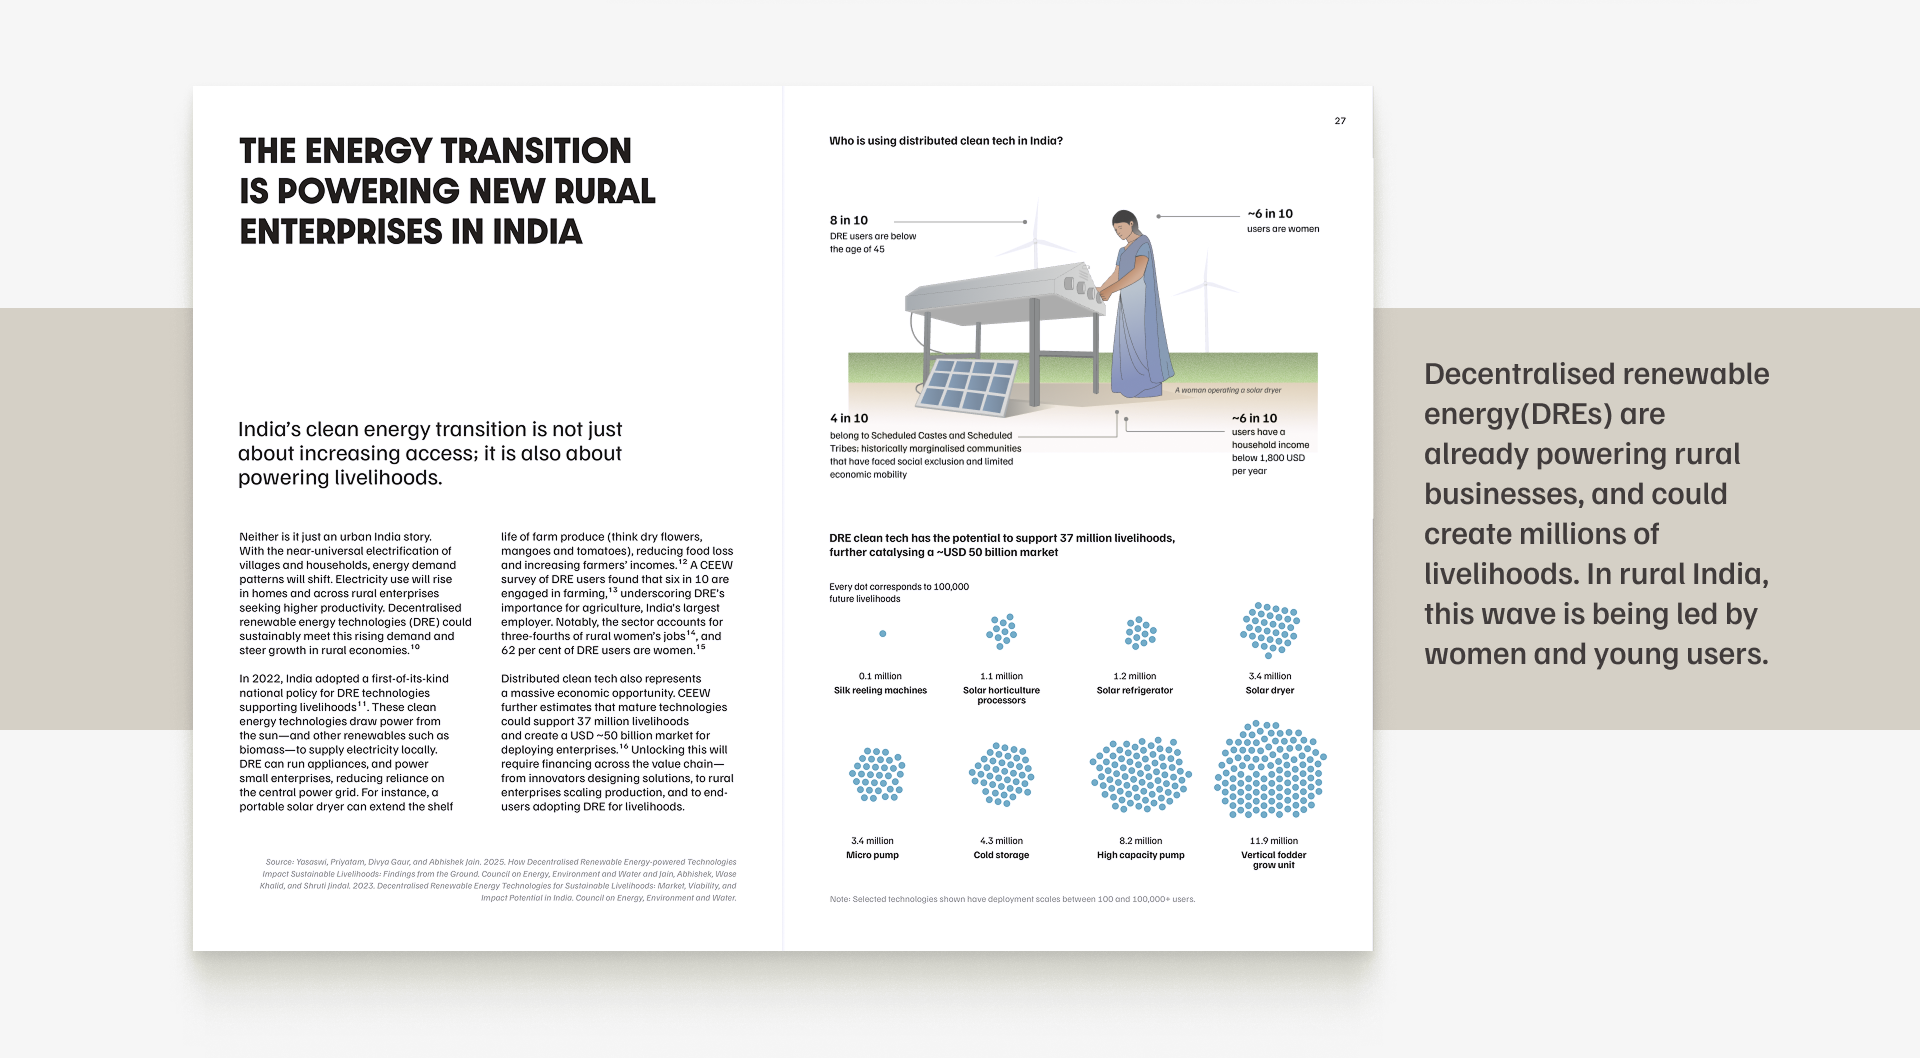 THE ENERGY TRANSITION
IS POWERING NEW RURAL
ENTERPRISES IN INDIA
India’s clean energy transition is not just
about increasing access; it is also about
powering livelihoods.
Neither is it just an urban India story.
With the near-universal electrification of
villages and households, energy demand
patterns will shift. Electricity use will rise
in homes and across rural enterprises
seeking higher productivity. Decentralised
renewable energy technologies (DRE) could
sustainably meet this rising demand and
steer growth in rural economies.¹⁰
In 2022, India adopted a first-of-its-kind
national policy for DRE technologies
supporting livelihoods¹¹. These clean
energy technologies draw power from
the sun—and other renewables such as
biomass—to supply electricity locally.
DRE can run appliances, and power
small enterprises, reducing reliance on
the central power grid. For instance, a
portable solar dryer can extend the shelf
life of farm produce (think dry flowers,
mangoes and tomatoes), reducing food loss
and increasing farmers’ incomes.¹² A CEEW
survey of DRE users found that six in 10 are
engaged in farming,¹³ underscoring DRE’s
importance for agriculture, India’s largest
employer. Notably, the sector accounts for
three-fourths of rural women’s jobs¹⁴, and
62 per cent of DRE users are women.¹⁵
Distributed clean tech also represents
a massive economic opportunity. CEEW
further estimates that mature technologies
could support 37 million livelihoods
and create a USD ~50 billion market for
deploying enterprises.¹⁶ Unlocking this will
require financing across the value chain—
from innovators designing solutions, to rural
enterprises scaling production, and to end-
users adopting DRE for livelihoods.
Source: Yasaswi, Priyatam, Divya Gaur, and Abhishek Jain. 2025. How Decentralised Renewable Energy-powered Technologies
Impact Sustainable Livelihoods: Findings from the Ground. Council on Energy, Environment and Water and Jain, Abhishek, Wase
Khalid, and Shruti Jindal. 2023. Decentralised Renewable Energy Technologies for Sustainable Livelihoods: Market, Viability, and
Impact Potential in India. Council on Energy, Environment and Water.
27
Who is using distributed clean tech in India?
8 in 10
DRE users are below
the age of 45
~6 in 10
users are women
A woman operating a solar dryer
4 in 10
belong to Scheduled Castes and Scheduled
Tribes; historically marginalised communities
that have faced social exclusion and limited
economic mobility
~6 in 10
users have a
household income
below 1,800 USD
per year
DRE clean tech has the potential to support 37 million livelihoods,
further catalysing a ~USD 50 billion market
Every dot corresponds to 100,000
future livelihoods
0.1 million
Silk reeling machines
1.1 million
Solar horticulture
processors
1.2 million
Solar refrigerator
3.4 million
Solar dryer
3.4 million
Micro pump
4.3 million
Cold storage
8.2 million
High capacity pump
11.9 million
Vertical fodder
grow unit
Note: Selected technologies shown have deployment scales between 100 and 100,000+ users.
Decentralised renewable
energy(DREs) are
already powering rural
businesses, and could
create millions of
livelihoods. In rural India,
this wave is being led by
women and young users.